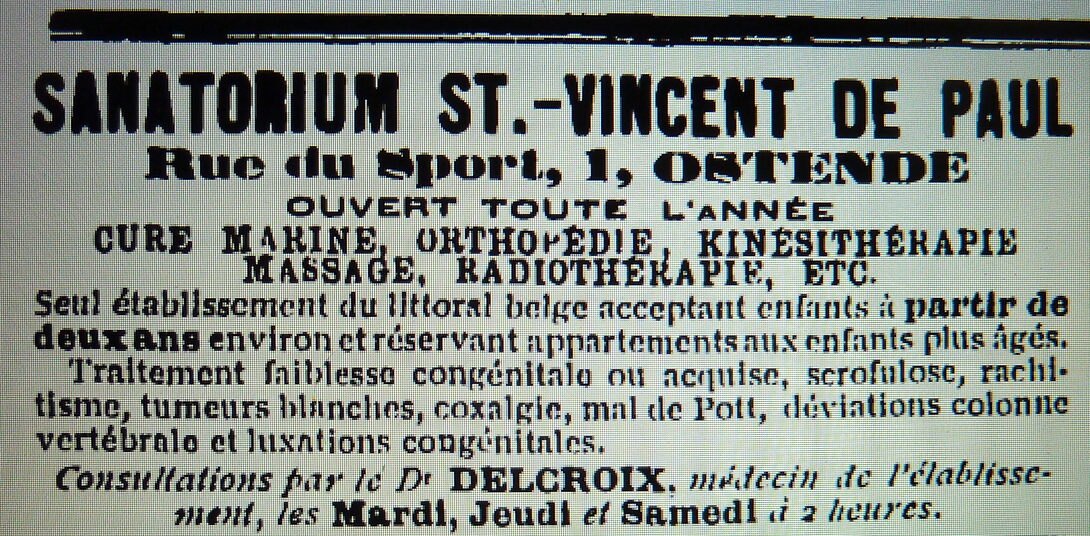 SANATORIUM ST.-VINCENT DE PAUL
Rue du Sport, 1, OSTENDE
OUVERT TOUTE L'ANNÉE
CURE MARINE, ORTHOPÉDIE, KINÉSITHÉRAPIE
MASSAGE, RADIOTHÉRAPIE, ETC.
Seul établissement du littoral belge acceptant enfants à partir de
deux ans environ et réservant appartements aux enfants plus âgés.
Traitement faiblesse congénitale ou acquise, scrofulose, rachi-
tisme, tumeurs blanches, coxalgie, mal de Pott, déviations colonne
vertébrale et luxations congénitales.
Consultations par le Dr DELCROIX, médecin de l'établisse-
ment, les Mardi, Jeudi et Samedi à 2 heures.